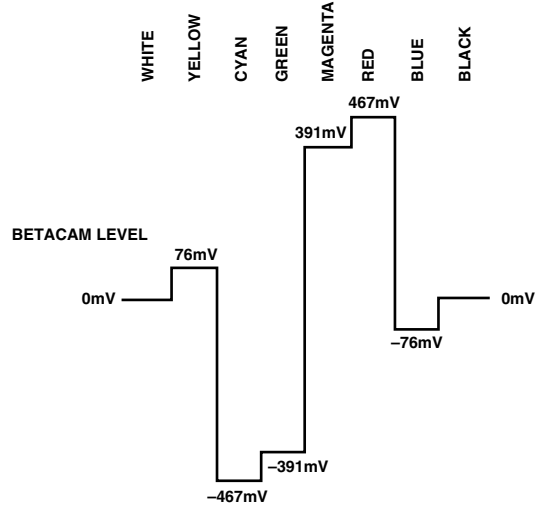 WHITE
YELLOW
CYAN
GREEN
MAGENTA
RED
BLUE
BLACK
467mV
391mV
BETACAM LEVEL
76mV
0mV
0mV
–76mV
–391mV
–467mV